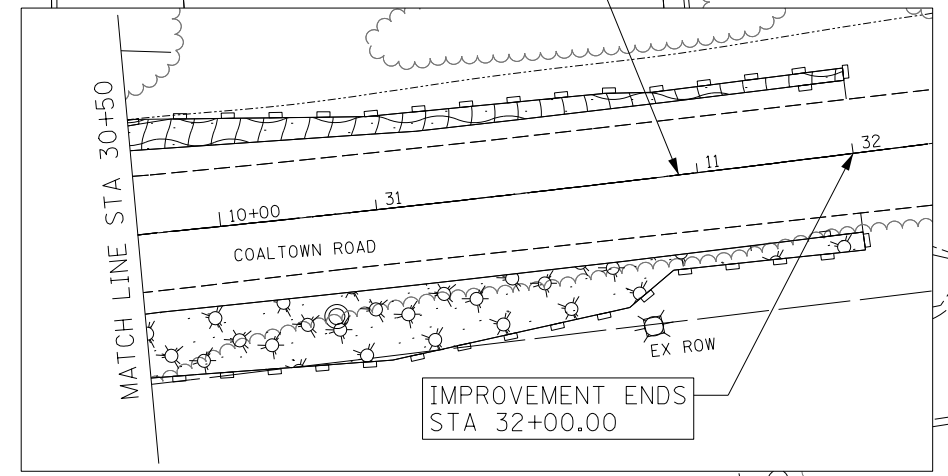 MATCH LINE STA 30+50
10+00
31
11
32
COALTOWN ROAD
EX ROW
IMPROVEMENT ENDS
STA 32+00.00